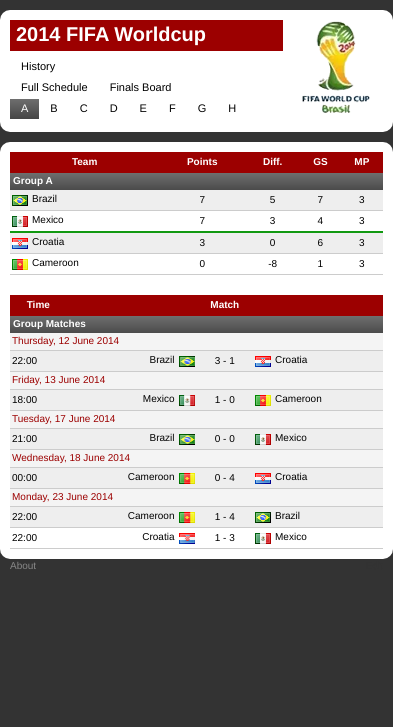 2014 FIFA Worldcup
2014
FIFA WORLD CUP
Brasil
History
Full Schedule Finals Board
A B C D E F G H
Team Points Diff. GS MP
Group A
Brazil 7 5 7 3
Mexico 7 3 4 3
Croatia 3 0 6 3
Cameroon 0 -8 1 3
Time Match
Group Matches
Thursday, 12 June 2014
22:00 Brazil 3 - 1 Croatia
Friday, 13 June 2014
18:00 Mexico 1 - 0 Cameroon
Tuesday, 17 June 2014
21:00 Brazil 0 - 0 Mexico
Wednesday, 18 June 2014
00:00 Cameroon 0 - 4 Croatia
Monday, 23 June 2014
22:00 Cameroon 1 - 4 Brazil
22:00 Croatia 1 - 3 Mexico
About